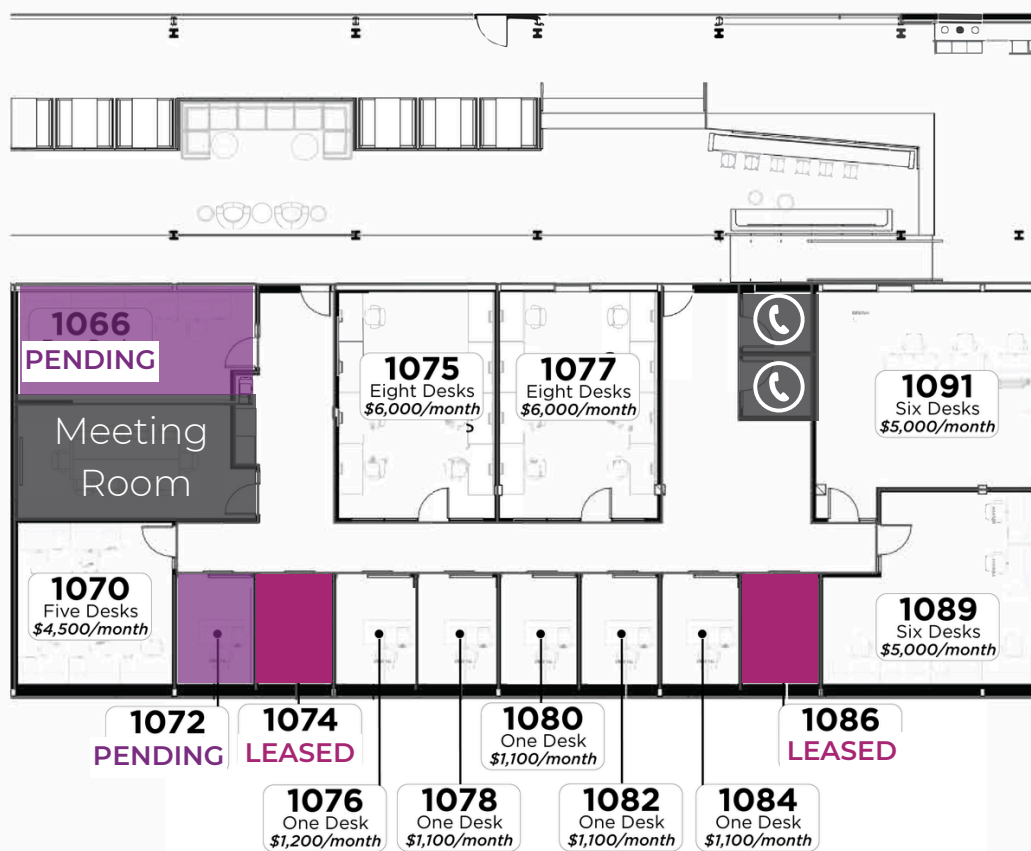 1066
PENDING
Meeting
Room
1075
Eight Desks
$6,000/month
1077
Eight Desks
$6,000/month
1091
Six Desks
$5,000/month
1070
Five Desks
$4,500/month
1089
Six Desks
$5,000/month
1072
PENDING
1074
LEASED
1080
One Desk
$1,100/month
1086
LEASED
1076
One Desk
$1,200/month
1078
One Desk
$1,100/month
1082
One Desk
$1,100/month
1084
One Desk
$1,100/month